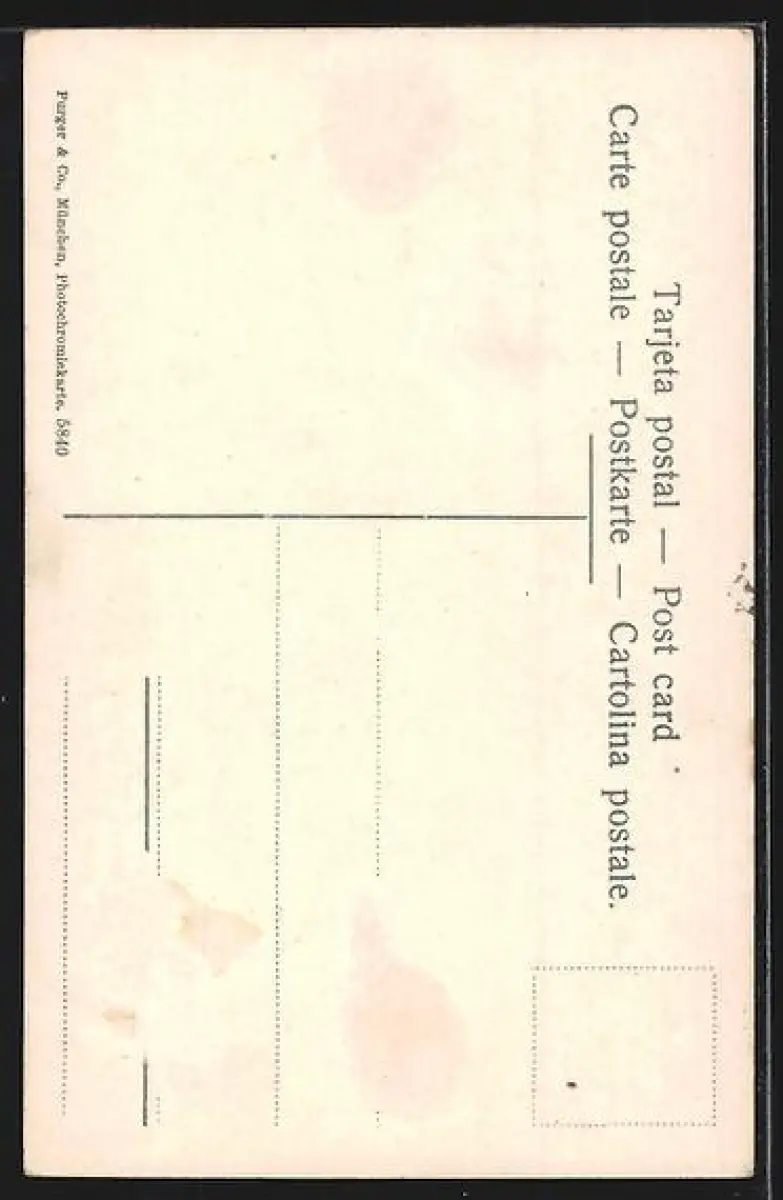 Tarjeta postal — Post card
Carte postale — Postkarte — Cartolina postale.
Purger & Co., München, Photochromiekarte. 5840